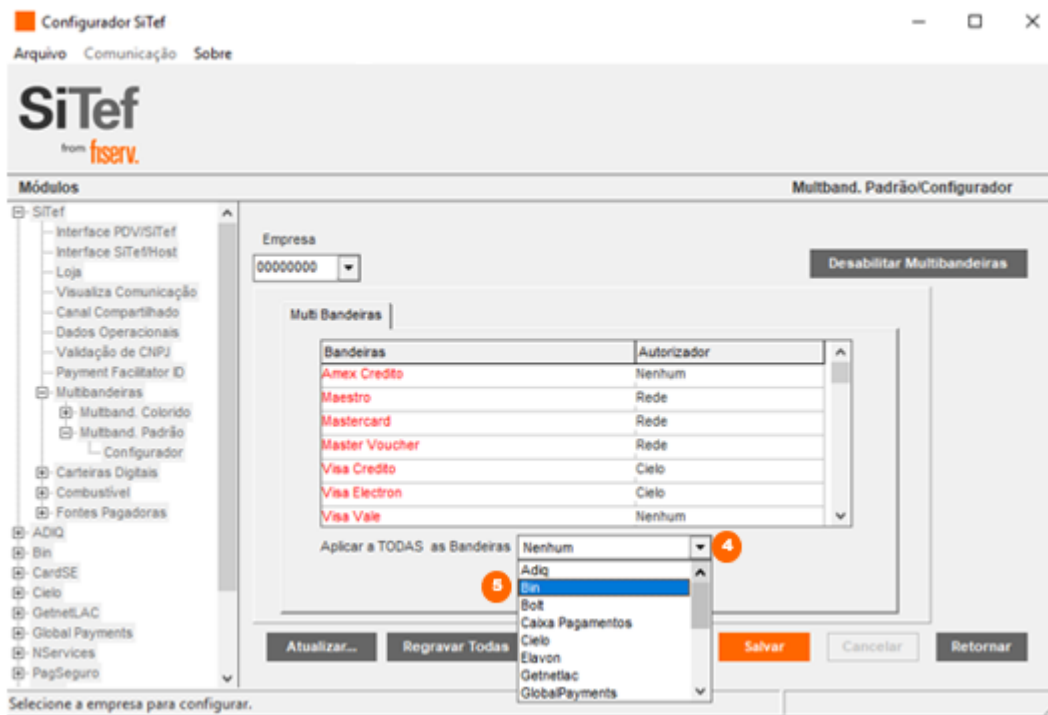 Configurador SiTef
Arquivo Comunicação Sobre
SiTef
from fiserv.
Módulos
Multband. Padrão/Configurador
SiTef
Interface PDV/SiTef
Interface SiTef/Host
Loja
Visualiza Comunicação
Canal Compartilhado
Dados Operacionais
Validação de CNPJ
Payment Facilitator ID
Multibandeiras
Multband. Colorido
Multband. Padrão
Configurador
Carteiras Digitais
Combustível
Fontes Pagadoras
ADIQ
Bin
CardSE
Cielo
GetnetLAC
Global Payments
NServices
PagSeguro
Empresa
00000000
Desabilitar Multibandeiras
Multi Bandeiras
Bandeiras Autorizador
Amex Credito Nenhum
Maestro Rede
Mastercard Rede
Master Voucher Rede
Visa Credito Cielo
Visa Electron Cielo
Visa Vale Nenhum
Aplicar a TODAS as Bandeiras Nenhum 4
Adiq
5 Bin
Bolt
Caixa Pagamentos
Cielo
Elavon
Getnetlac
GlobalPayments
Atualizar... Regravar Todas Salvar Cancelar Retornar
Selecione a empresa para configurar.